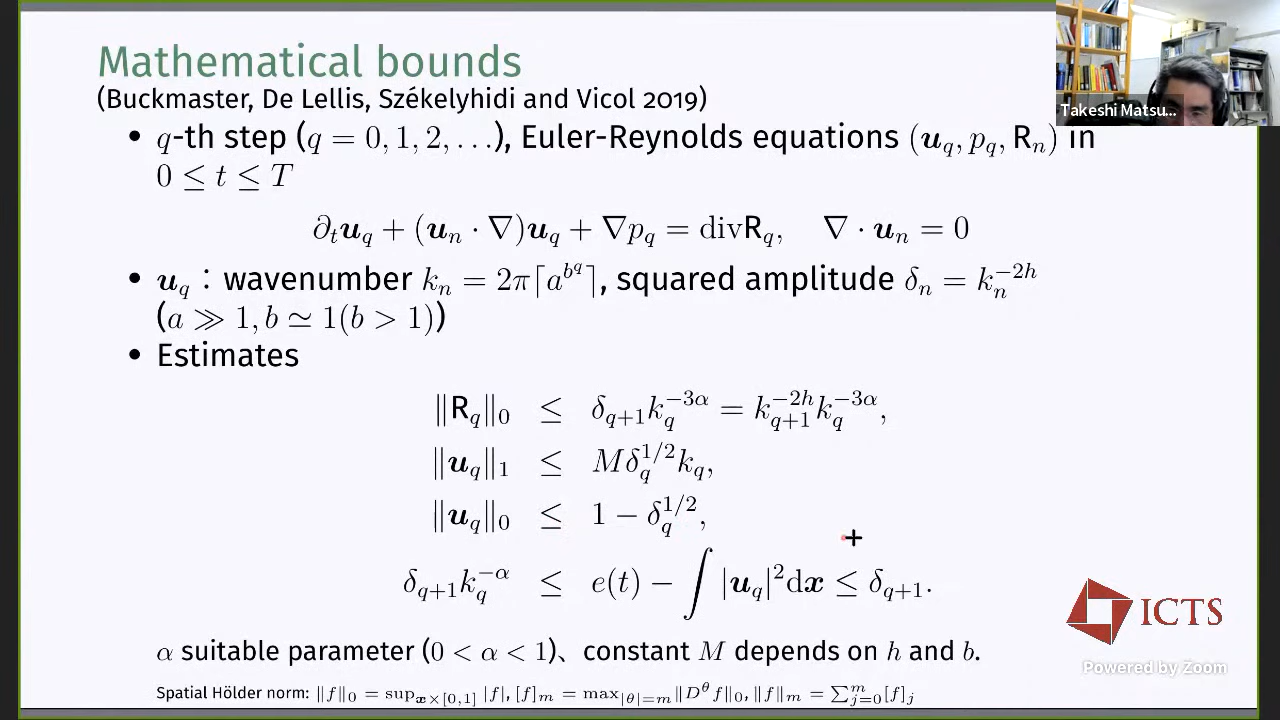 Mathematical bounds
(Buckmaster, De Lellis, Székelyhidi and Vicol 2019)
• q-th step (q = 0, 1, 2, …), Euler-Reynolds equations (u_q, p_q, R_n) in
0 ≤ t ≤ T
∂_t u_q + (u_n · ∇)u_q + ∇p_q = divR_q, ∇ · u_n = 0
• u_q : wavenumber k_n = 2π⌈a^{b^q}⌉, squared amplitude δ_n = k_n^{-2h}
(a ≫ 1, b ≃ 1(b > 1))
• Estimates
‖R_q‖_0 ≤ δ_{q+1} k_q^{-3α} = k_{q+1}^{-2h} k_q^{-3α},
‖u_q‖_1 ≤ Mδ_q^{1/2} k_q,
‖u_q‖_0 ≤ 1 − δ_q^{1/2},
δ_{q+1} k_q^{-α} ≤ e(t) − ∫ |u_q|^2 dx ≤ δ_{q+1}.
α suitable parameter (0 < α < 1)、constant M depends on h and b.
Spatial Hölder norm: ‖f‖_0 = sup_{x×[0,1]} |f|, [f]_m = max_{|θ|=m} ‖D^θ f‖_0, ‖f‖_m = ∑_{j=0}^{m} [f]_j
Takeshi Matsu...
ICTS
Powered by Zoom